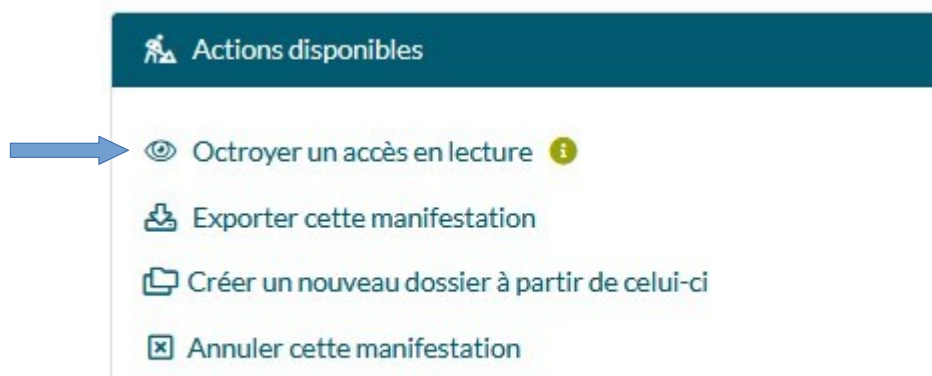 Actions disponibles
Octroyer un accès en lecture
Exporter cette manifestation
Créer un nouveau dossier à partir de celui-ci
Annuler cette manifestation